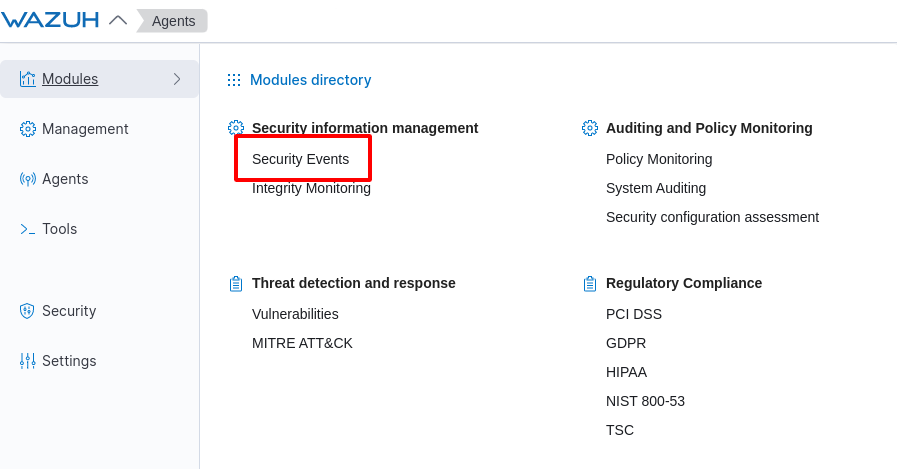 WAZUH
Agents
Modules
Management
Agents
Tools
Security
Settings
Modules directory
Security information management
Security Events
Integrity Monitoring
Auditing and Policy Monitoring
Policy Monitoring
System Auditing
Security configuration assessment
Threat detection and response
Vulnerabilities
MITRE ATT&CK
Regulatory Compliance
PCI DSS
GDPR
HIPAA
NIST 800-53
TSC